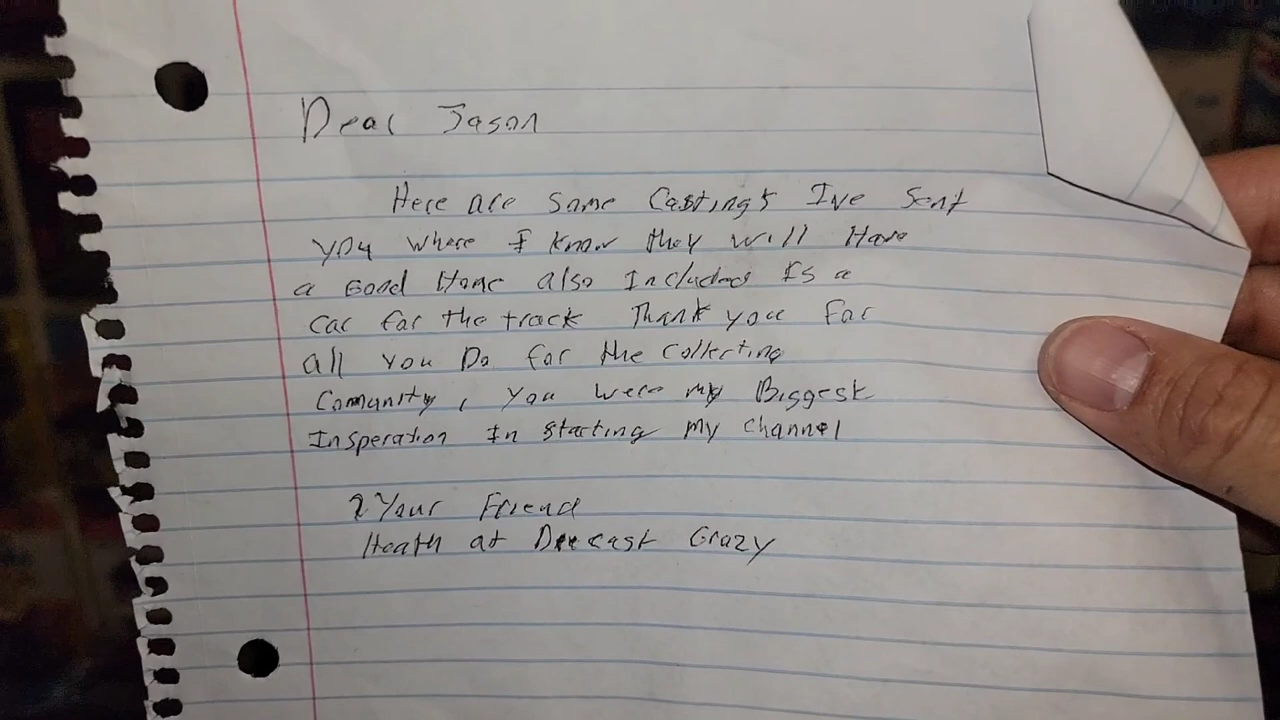 Dear Jason
Here are some Castings I've Sent
you where I know they will Have
a Good Home also Included Is a
car for the track Thank you For
all You Do for the collecting
Comunity, you were my Biggest
Insperation In starting my channel
Your Friend
Heath at Diecast Crazy